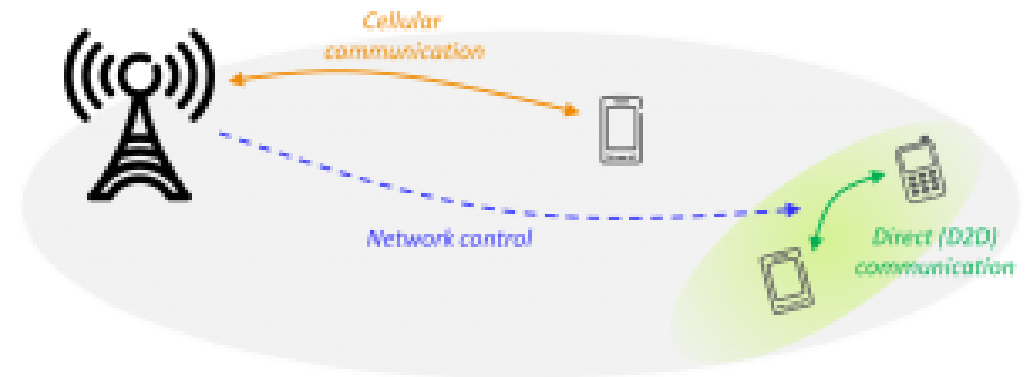 Cellular
communication
Network control
Direct (D2D)
communication